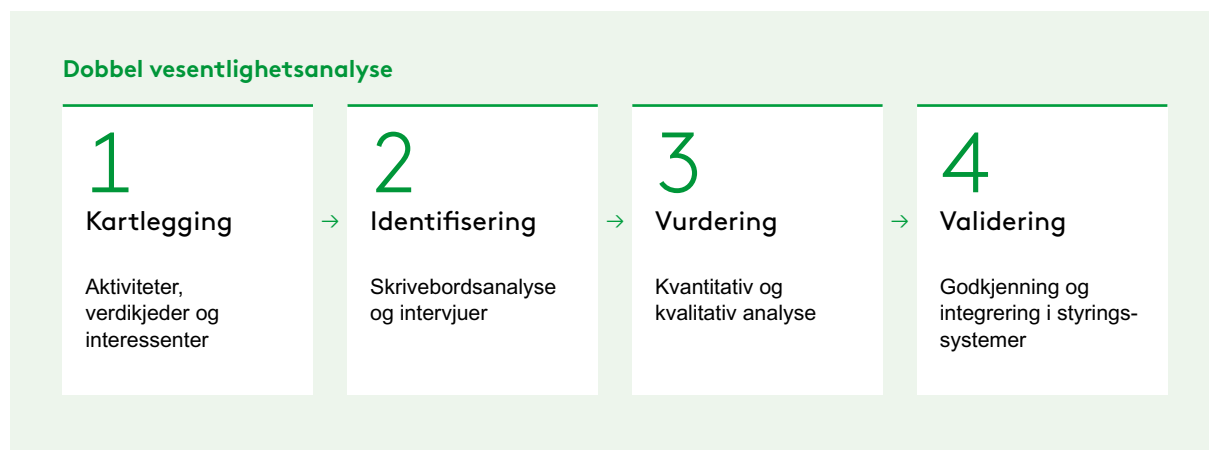 Dobbel vesentlighetsanalyse
1
Kartlegging
Aktiviteter,
verdikjeder og
interessenter
→
2
Identifisering
Skrivebordsanalyse
og intervjuer
→
3
Vurdering
Kvantitativ og
kvalitativ analyse
→
4
Validering
Godkjenning og
integrering i styrings-
systemer